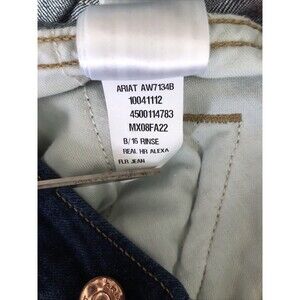 ARIAT AW7134B
10041112
4500114783
MX08FA22
B/16 RINSE
REAL HR ALEXA
FLR JEAN